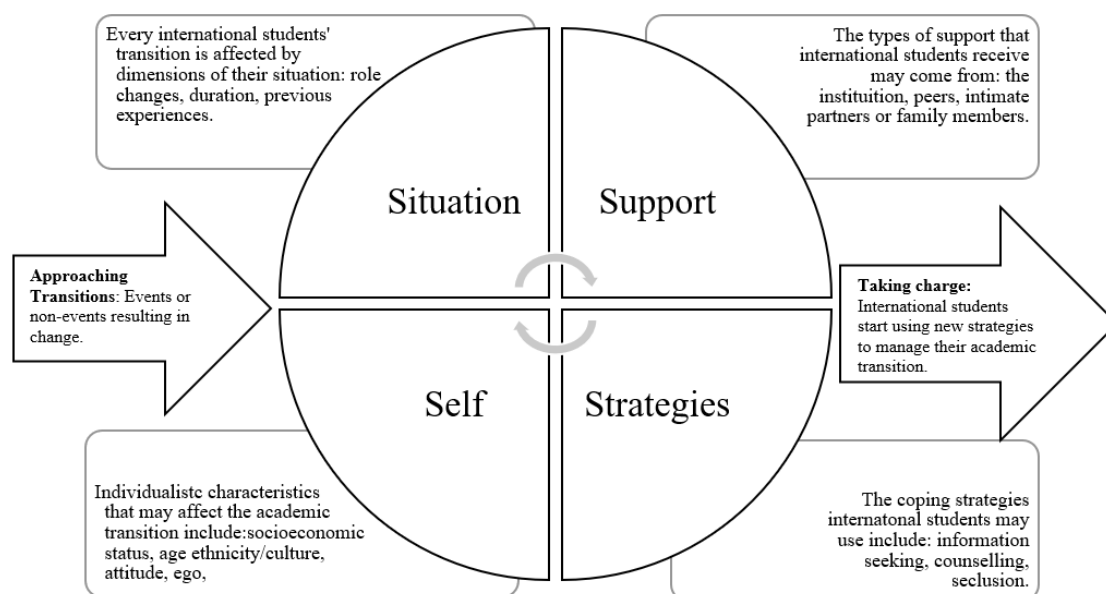 Every international students'
transition is affected by
dimensions of their situation: role
changes, duration, previous
experiences.
The types of support that
international students receive
may come from: the
instituition, peers, intimate
partners or family members.
Situation
Support
Approaching
Transitions: Events or
non-events resulting in
change.
Taking charge:
International students
start using new strategies
to manage their academic
transition.
Self
Strategies
Individualistc characteristics
that may affect the academic
transition include:socioeconomic
status, age ethnicity/culture,
attitude, ego,
The coping strategies
internatonal students may
use include: information
seeking, counselling,
seclusion.